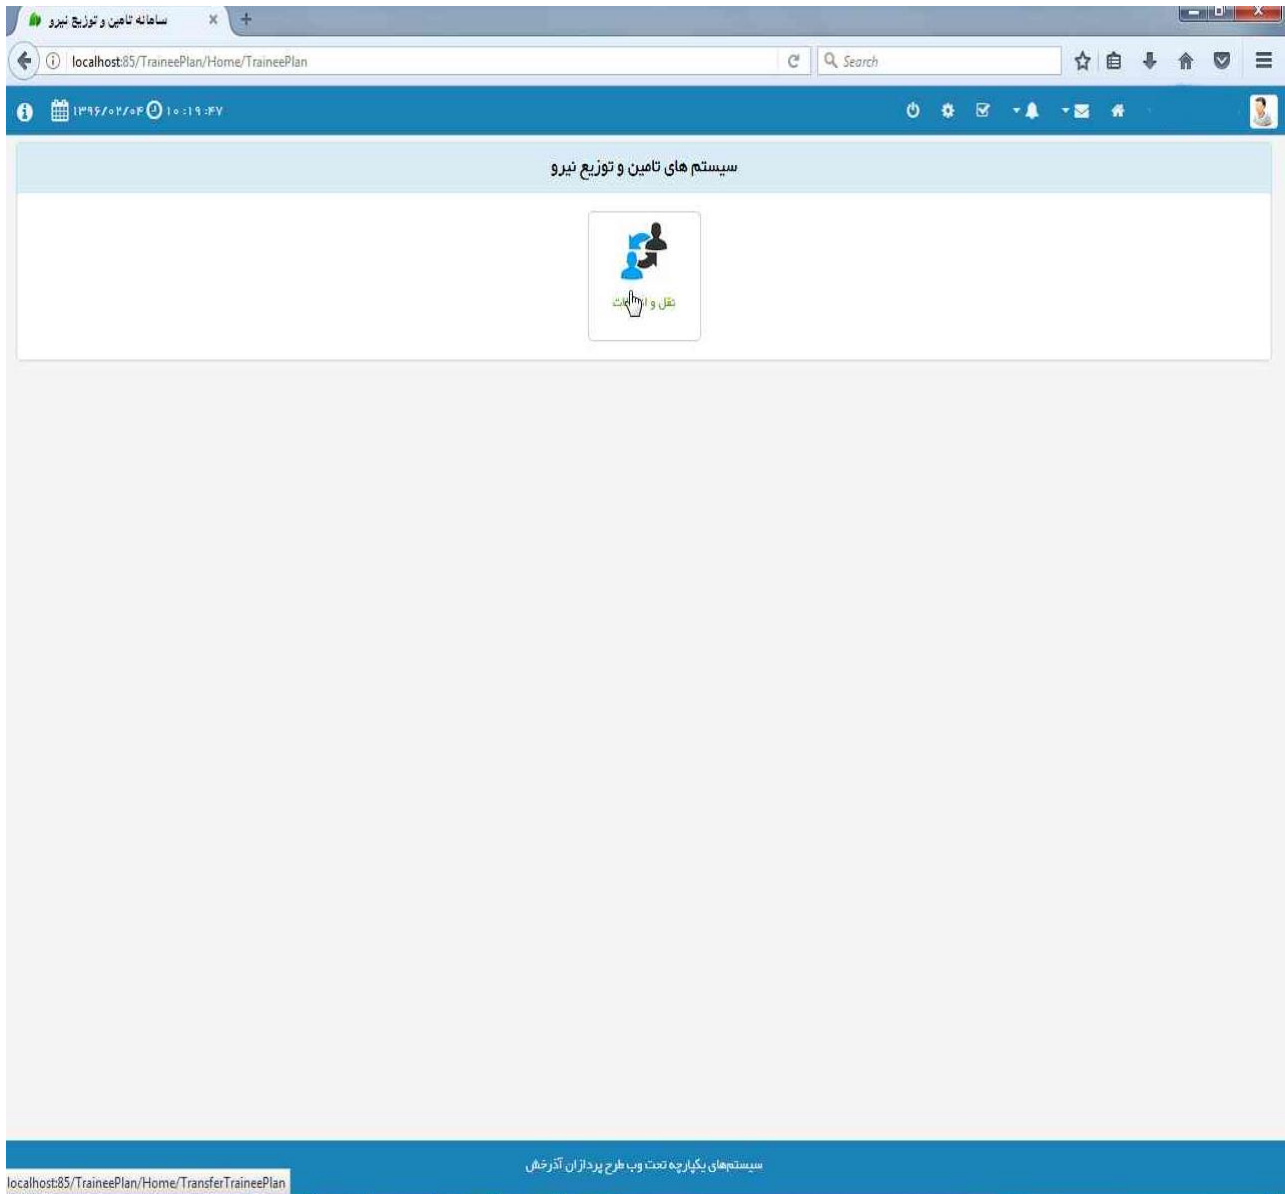 سامانه تامین و توزیع نیرو
localhost:85/TraineePlan/Home/TraineePlan
Search
۱۳۹۶/۰۲/۰۴ ۱۰:۱۹:۴۷
سیستم های تامین و توزیع نیرو
نقل و
سیستم‌های یکپارچه تحت وب طرح پردازان آذرخش
localhost:85/TraineePlan/Home/TransferTraineePlan